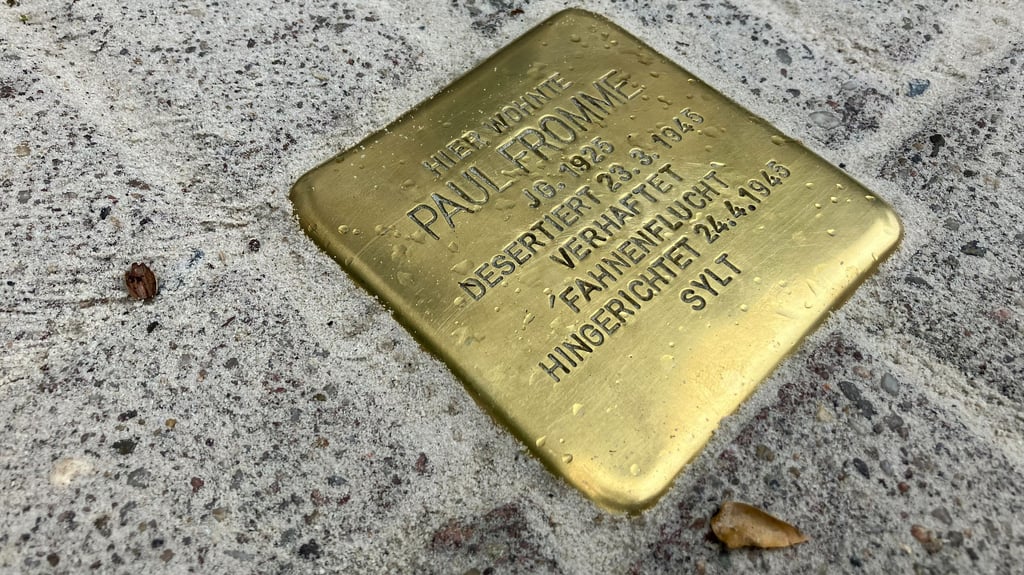 HIER WOHNTE
PAUL FROMME
JG. 1925
DESERTIERT 23.3.1945
VERHAFTET
'FAHNENFLUCHT'
HINGERICHTET 24.4.1945
SYLT